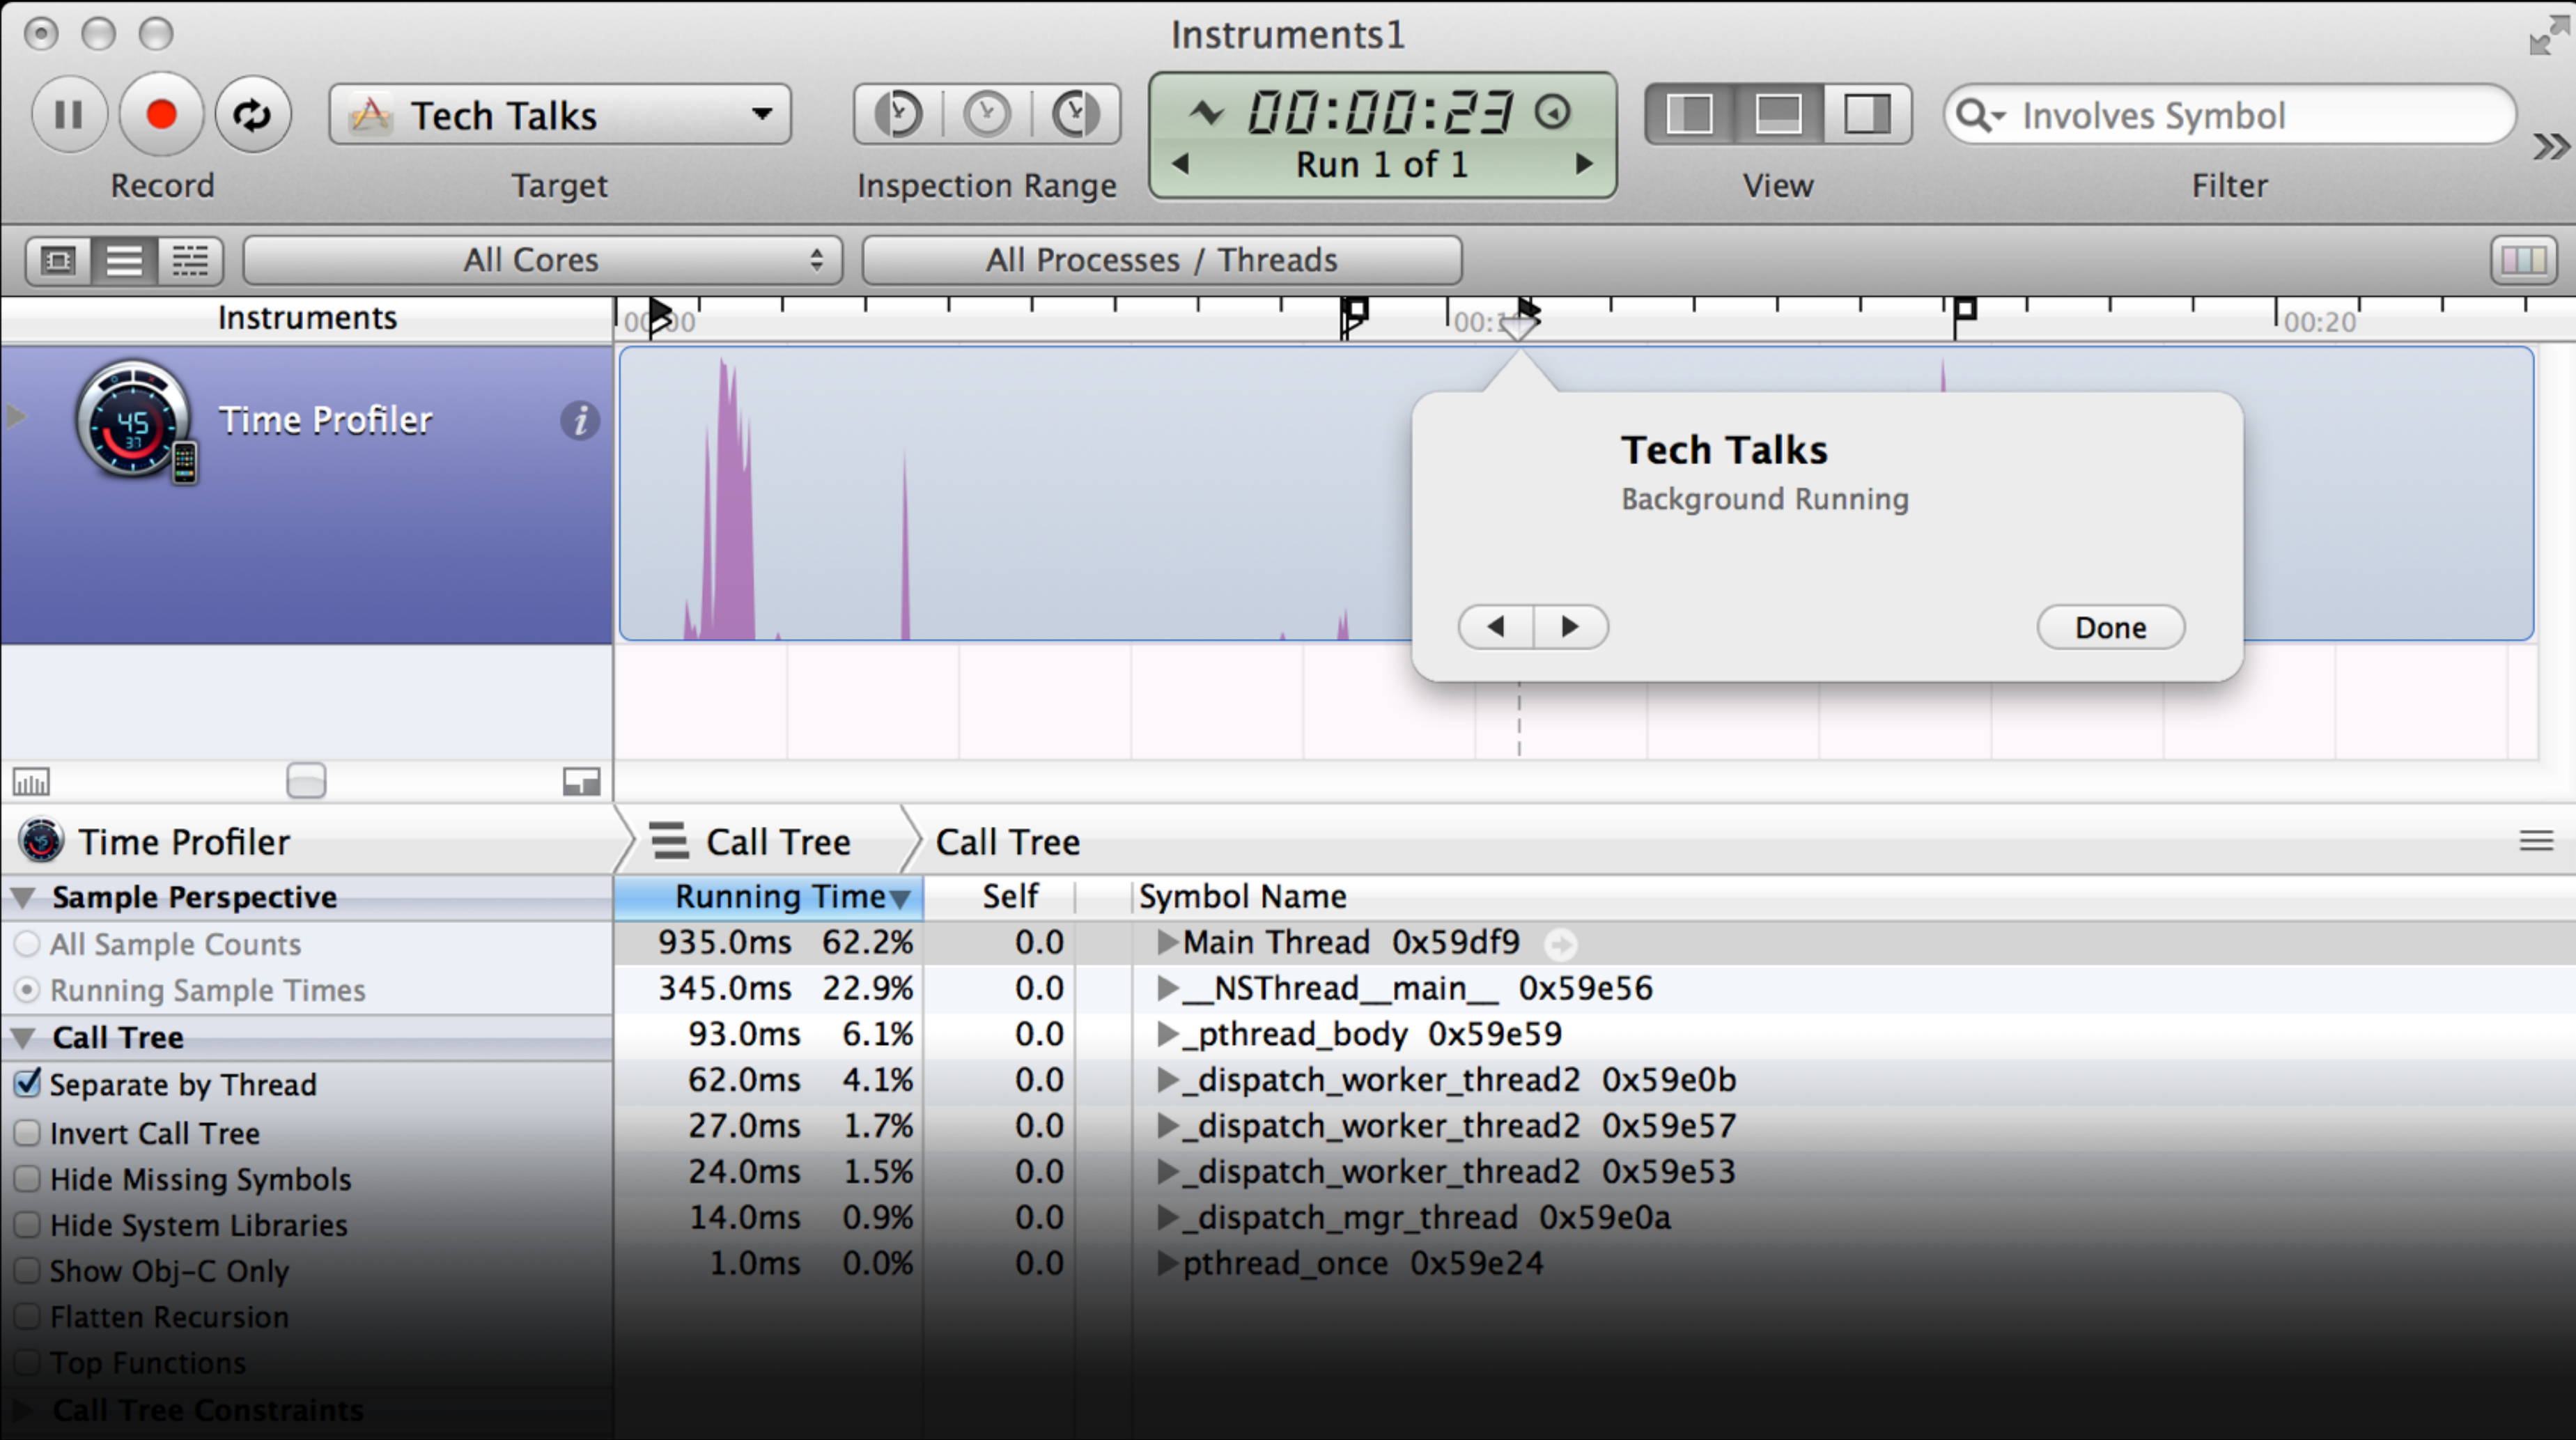 Instruments1
Tech Talks
00:00:23
Run 1 of 1
Involves Symbol
Record
Target
Inspection Range
View
Filter
All Cores
All Processes / Threads
Instruments
00:20
45
37
Time Profiler
Tech Talks
Background Running
Done
Time Profiler
Call Tree
Call Tree
Sample Perspective
Running Time Self Symbol Name
All Sample Counts
935.0ms 62.2% 0.0 Main Thread 0x59df9
Running Sample Times
345.0ms 22.9% 0.0 __NSThread__main__ 0x59e56
Call Tree
93.0ms 6.1% 0.0 _pthread_body 0x59e59
Separate by Thread
62.0ms 4.1% 0.0 _dispatch_worker_thread2 0x59e0b
Invert Call Tree
27.0ms 1.7% 0.0 _dispatch_worker_thread2 0x59e57
Hide Missing Symbols
24.0ms 1.5% 0.0 _dispatch_worker_thread2 0x59e53
Hide System Libraries
14.0ms 0.9% 0.0 _dispatch_mgr_thread 0x59e0a
Show Obj-C Only
1.0ms 0.0% 0.0 pthread_once 0x59e24
Flatten Recursion
Top Functions
Call Tree Constraints